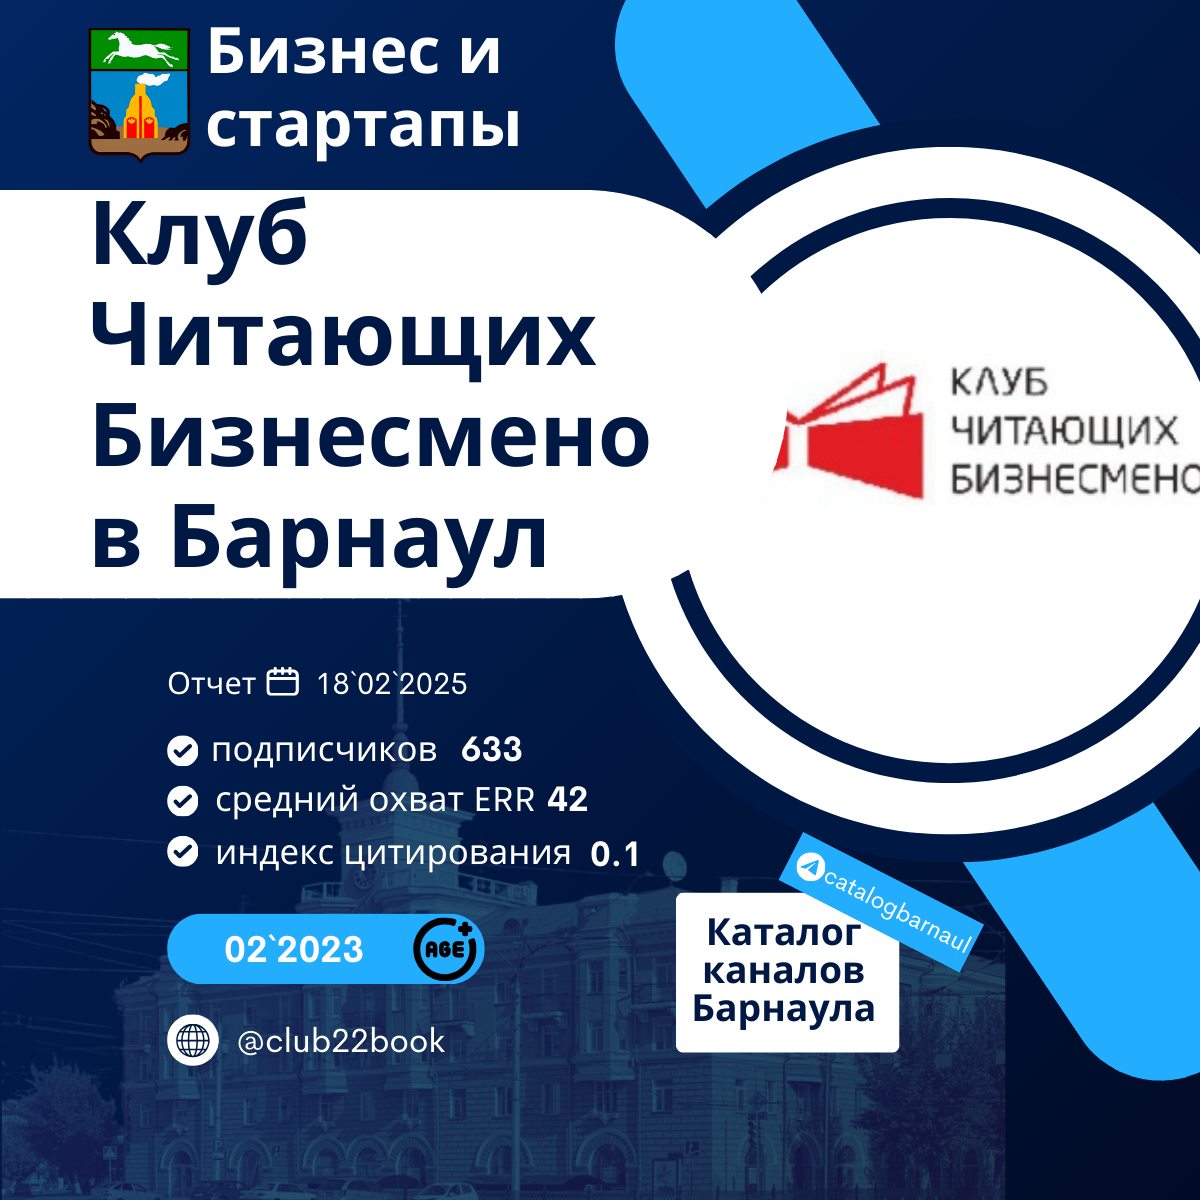 Бизнес и
стартапы
Клуб
Читающих
Бизнесмено
в Барнаул
КЛУБ
ЧИТАЮЩИХ
БИЗНЕСМЕНО
Отчет 18`02`2025
подписчиков 633
средний охват ERR 42
индекс цитирования 0.1
02`2023 AGE+
@club22book
catalogbarnaul
Каталог
каналов
Барнаула